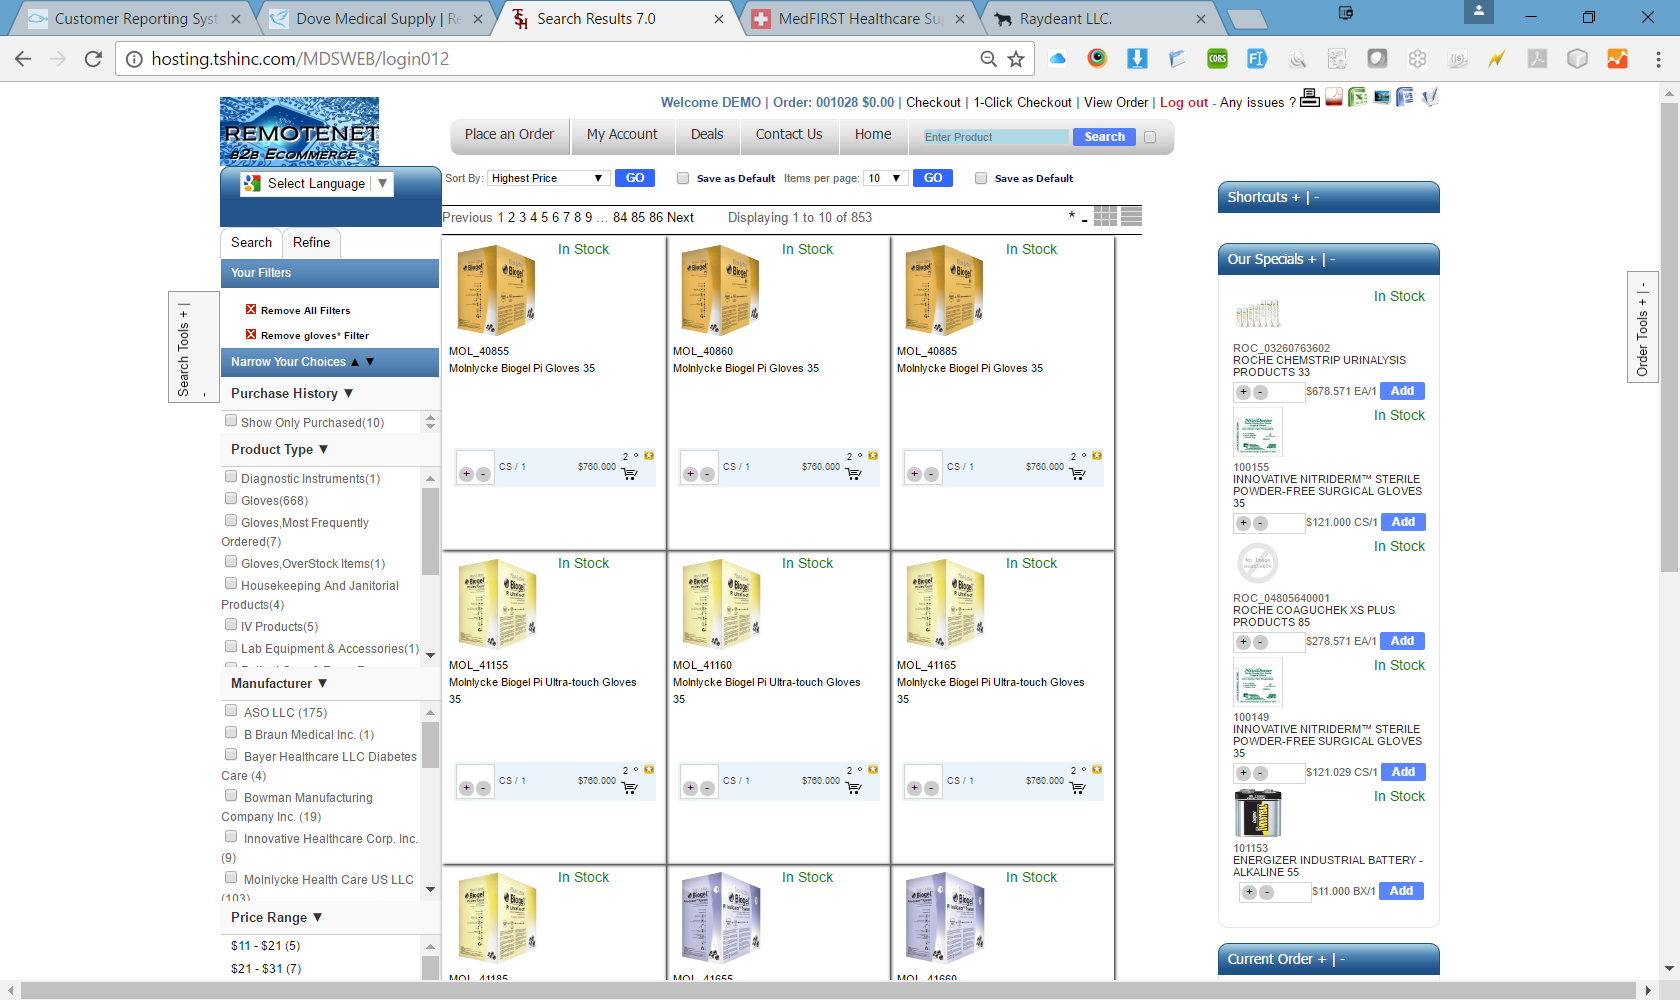 Customer Reporting Syst
Dove Medical Supply | Re
Search Results 7.0
MedFIRST Healthcare Sup
Raydeant LLC.
hosting.tshinc.com/MDSWEB/login012
REMOTENET
B2B ECOMMERCE
Welcome DEMO | Order: 001028 $0.00 | Checkout | 1-Click Checkout | View Order | Log out - Any issues ?
Place an Order
My Account
Deals
Contact Us
Home
Enter Product
Search
Select Language ▼
Sort By: Highest Price ▼ GO
Save as Default
Items per page: 10 ▼ GO
Save as Default
Previous 1 2 3 4 5 6 7 8 9 ... 84 85 86 Next
Displaying 1 to 10 of 853
* -
Search
Refine
Your Filters
Remove All Filters
Remove gloves* Filter
Narrow Your Choices ▲ ▼
Purchase History ▼
Show Only Purchased(10)
Product Type ▼
Diagnostic Instruments(1)
Gloves(668)
Gloves,Most Frequently
Ordered(7)
Gloves,OverStock Items(1)
Housekeeping And Janitorial
Products(4)
IV Products(5)
Lab Equipment & Accessories(1)
Manufacturer ▼
ASO LLC (175)
B Braun Medical Inc. (1)
Bayer Healthcare LLC Diabetes
Care (4)
Bowman Manufacturing
Company Inc. (19)
Innovative Healthcare Corp. Inc.
(9)
Molnlycke Health Care US LLC
(103)
Price Range ▼
$11 - $21 (5)
$21 - $31 (7)
Search Tools + | -
In Stock
Biogel
MOL_40855
Molnlycke Biogel Pi Gloves 35
+ - CS / 1 $760.000 2
In Stock
Biogel
MOL_40860
Molnlycke Biogel Pi Gloves 35
+ - CS / 1 $760.000 2
In Stock
Biogel
MOL_40885
Molnlycke Biogel Pi Gloves 35
+ - CS / 1 $760.000 2
In Stock
Biogel
MOL_41155
Molnlycke Biogel Pi Ultra-touch Gloves
35
+ - CS / 1 $760.000 2
In Stock
Biogel
MOL_41160
Molnlycke Biogel Pi Ultra-touch Gloves
35
+ - CS / 1 $760.000 2
In Stock
Biogel
MOL_41165
Molnlycke Biogel Pi Ultra-touch Gloves
35
+ - CS / 1 $760.000 2
In Stock
Biogel
MOL_41185
In Stock
Biogel
MOL_41655
In Stock
Biogel
MOL_41660
Shortcuts + | -
Our Specials + | -
In Stock
ROC_03260763602
ROCHE CHEMSTRIP URINALYSIS
PRODUCTS 33
+ - $678.571 EA/1 Add
In Stock
100155
INNOVATIVE NITRIDERM™ STERILE
POWDER-FREE SURGICAL GLOVES
35
+ - $121.000 CS/1 Add
In Stock
No image
available
ROC_04805640001
ROCHE COAGUCHEK XS PLUS
PRODUCTS 85
+ - $278.571 EA/1 Add
In Stock
100149
INNOVATIVE NITRIDERM™ STERILE
POWDER-FREE SURGICAL GLOVES
35
+ - $121.029 CS/1 Add
In Stock
101153
ENERGIZER INDUSTRIAL BATTERY -
ALKALINE 55
+ - $11.000 BX/1 Add
Current Order + | -
Order Tools + | -